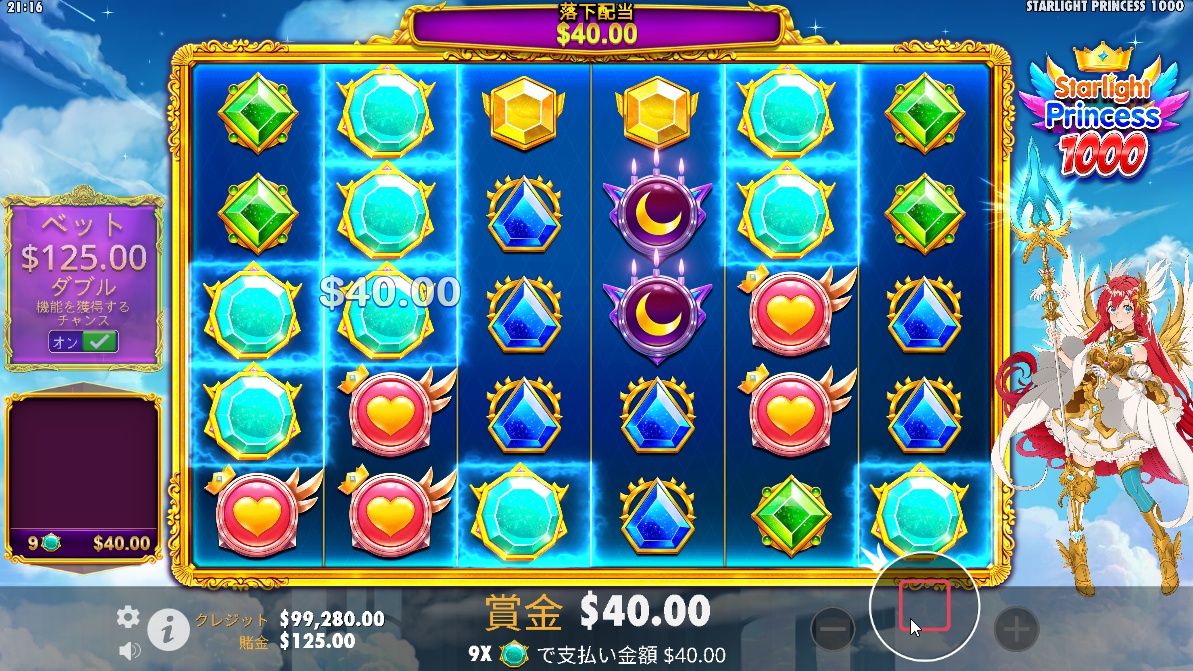 21:16
STARLIGHT PRINCESS 1000
落下配当
$40.00
Starlight
Princess
1000
ベット
$125.00
ダブル
機能を獲得する
チャンス
オン
$40.00
9 $40.00
クレジット $99,280.00
賭金 $125.00
賞金 $40.00
9X で支払い金額 $40.00